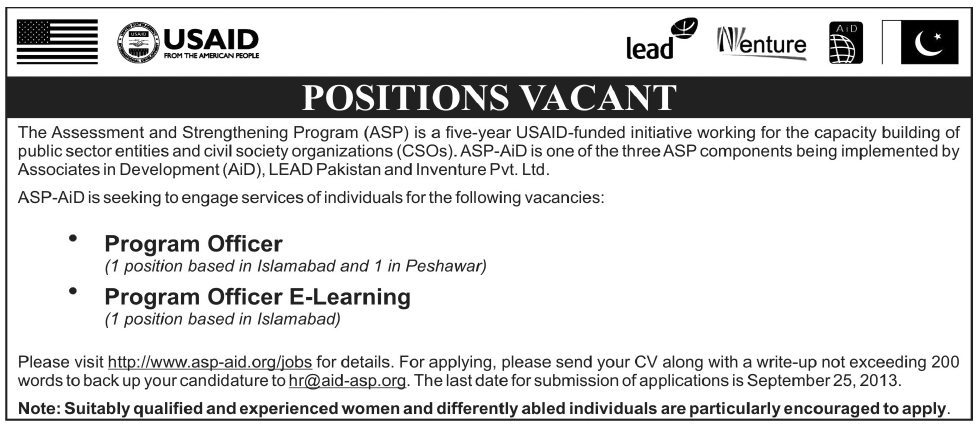 USAID
FROM THE AMERICAN PEOPLE
lead
INVenture
AiD
POSITIONS VACANT
The Assessment and Strengthening Program (ASP) is a five-year USAID-funded initiative working for the capacity building of
public sector entities and civil society organizations (CSOs). ASP-AiD is one of the three ASP components being implemented by
Associates in Development (AiD), LEAD Pakistan and Inventure Pvt. Ltd.
ASP-AiD is seeking to engage services of individuals for the following vacancies:
• Program Officer
(1 position based in Islamabad and 1 in Peshawar)
• Program Officer E-Learning
(1 position based in Islamabad)
Please visit http://www.asp-aid.org/jobs for details. For applying, please send your CV along with a write-up not exceeding 200
words to back up your candidature to hr@aid-asp.org. The last date for submission of applications is September 25, 2013.
Note: Suitably qualified and experienced women and differently abled individuals are particularly encouraged to apply.